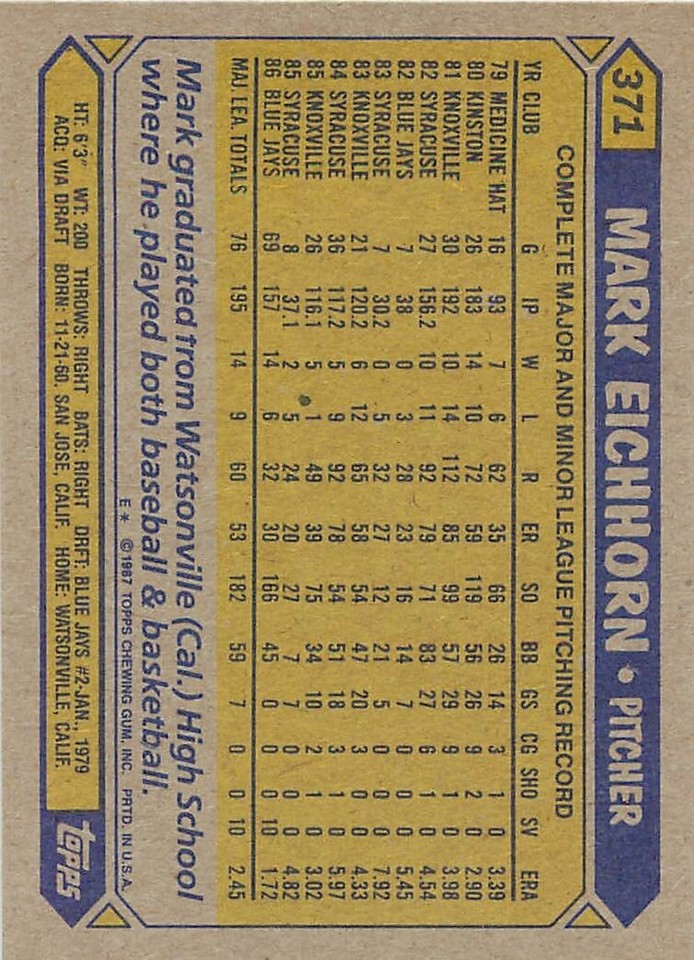 371 MARK EICHHORN • PITCHER
COMPLETE MAJOR AND MINOR LEAGUE PITCHING RECORD
YR CLUB G IP W L R ER SO BB GS CG SHO SV ERA
79 MEDICINE HAT 16 93 7 6 62 35 66 26 14 3 1 0 3.39
80 KINSTON 26 183 14 10 72 59 119 56 26 9 2 0 2.90
81 KNOXVILLE 30 192 10 14 112 85 99 57 29 9 1 0 3.98
82 SYRACUSE 27 156.2 10 11 92 79 71 83 27 6 1 0 4.54
82 BLUE JAYS 7 38 0 3 28 23 16 14 7 0 0 0 5.45
83 SYRACUSE 7 30.2 0 5 32 27 12 21 5 0 0 0 7.92
83 KNOXVILLE 21 120.2 6 12 65 58 54 47 20 3 0 0 4.33
84 SYRACUSE 36 117.2 5 9 92 78 54 51 18 3 1 0 5.97
85 KNOXVILLE 26 116.1 5 1 49 39 75 34 10 2 1 0 3.02
85 SYRACUSE 8 37.1 2 5 24 20 27 7 7 0 0 0 4.82
86 BLUE JAYS 69 157 14 6 32 30 166 45 0 0 0 10 1.72
MAJ LEA. TOTALS 76 195 14 9 60 53 182 59 7 0 0 10 2.45
Mark graduated from Watsonville (Cal.) High School
where he played both baseball & basketball.
E * ©1987 TOPPS CHEWING GUM, INC. PRTD. IN U.S.A.
HT: 6'3" WT: 200 THROWS: RIGHT BATS: RIGHT DRFT: BLUE JAYS #2-JAN., 1979
ACQ: VIA DRAFT BORN: 11-21-60, SAN JOSE, CALIF. HOME: WATSONVILLE, CALIF.
TOPPS